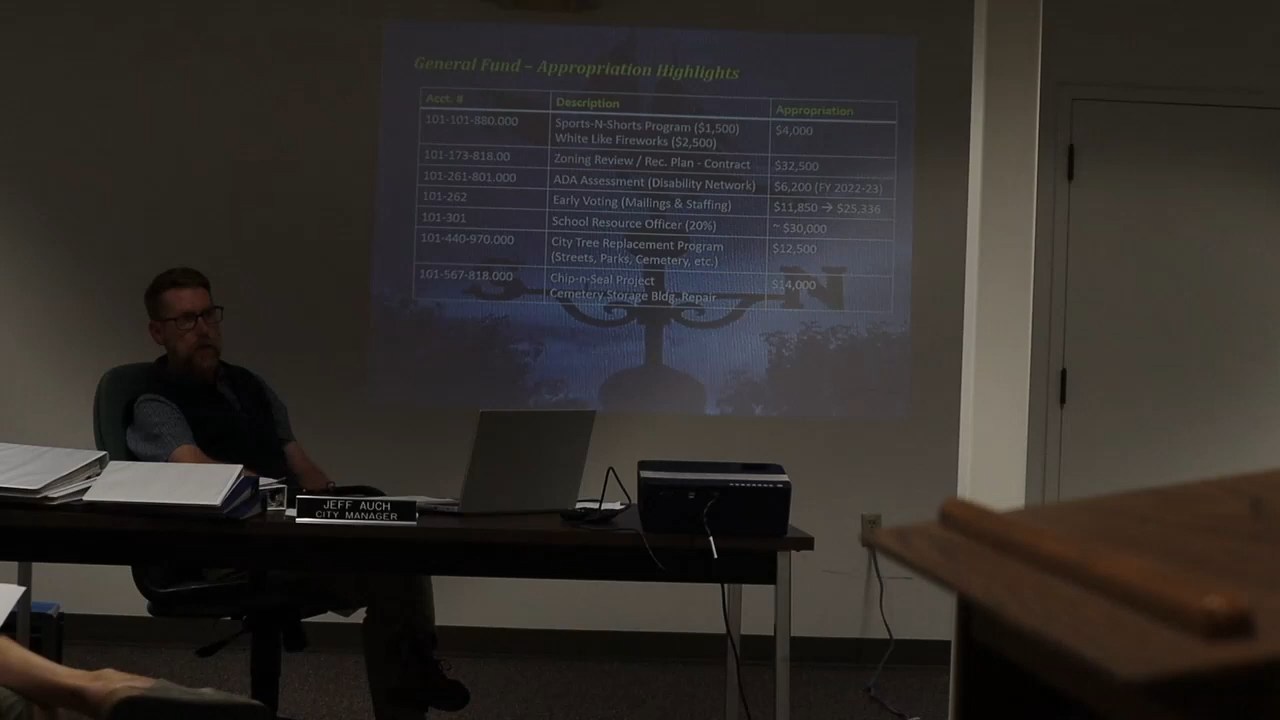 General Fund – Appropriation Highlights
Acct. # Description Appropriation
101-101-880.000 Sports-N-Shorts Program ($1,500) $4,000
White Like Fireworks ($2,500)
101-173-818.00 Zoning Review / Rec. Plan - Contract $32,500
101-261-801.000 ADA Assessment (Disability Network) $6,200 (FY 2022-23)
101-262 Early Voting (Mailings & Staffing) $11,850 → $25,336
101-301 School Resource Officer (20%) ~ $30,000
101-440-970.000 City Tree Replacement Program $12,500
(Streets, Parks, Cemetery, etc.)
101-567-818.000 Chip-n-Seal Project $14,000
Cemetery Storage Bldg. Repair
S N
JEFF AUCH
CITY MANAGER